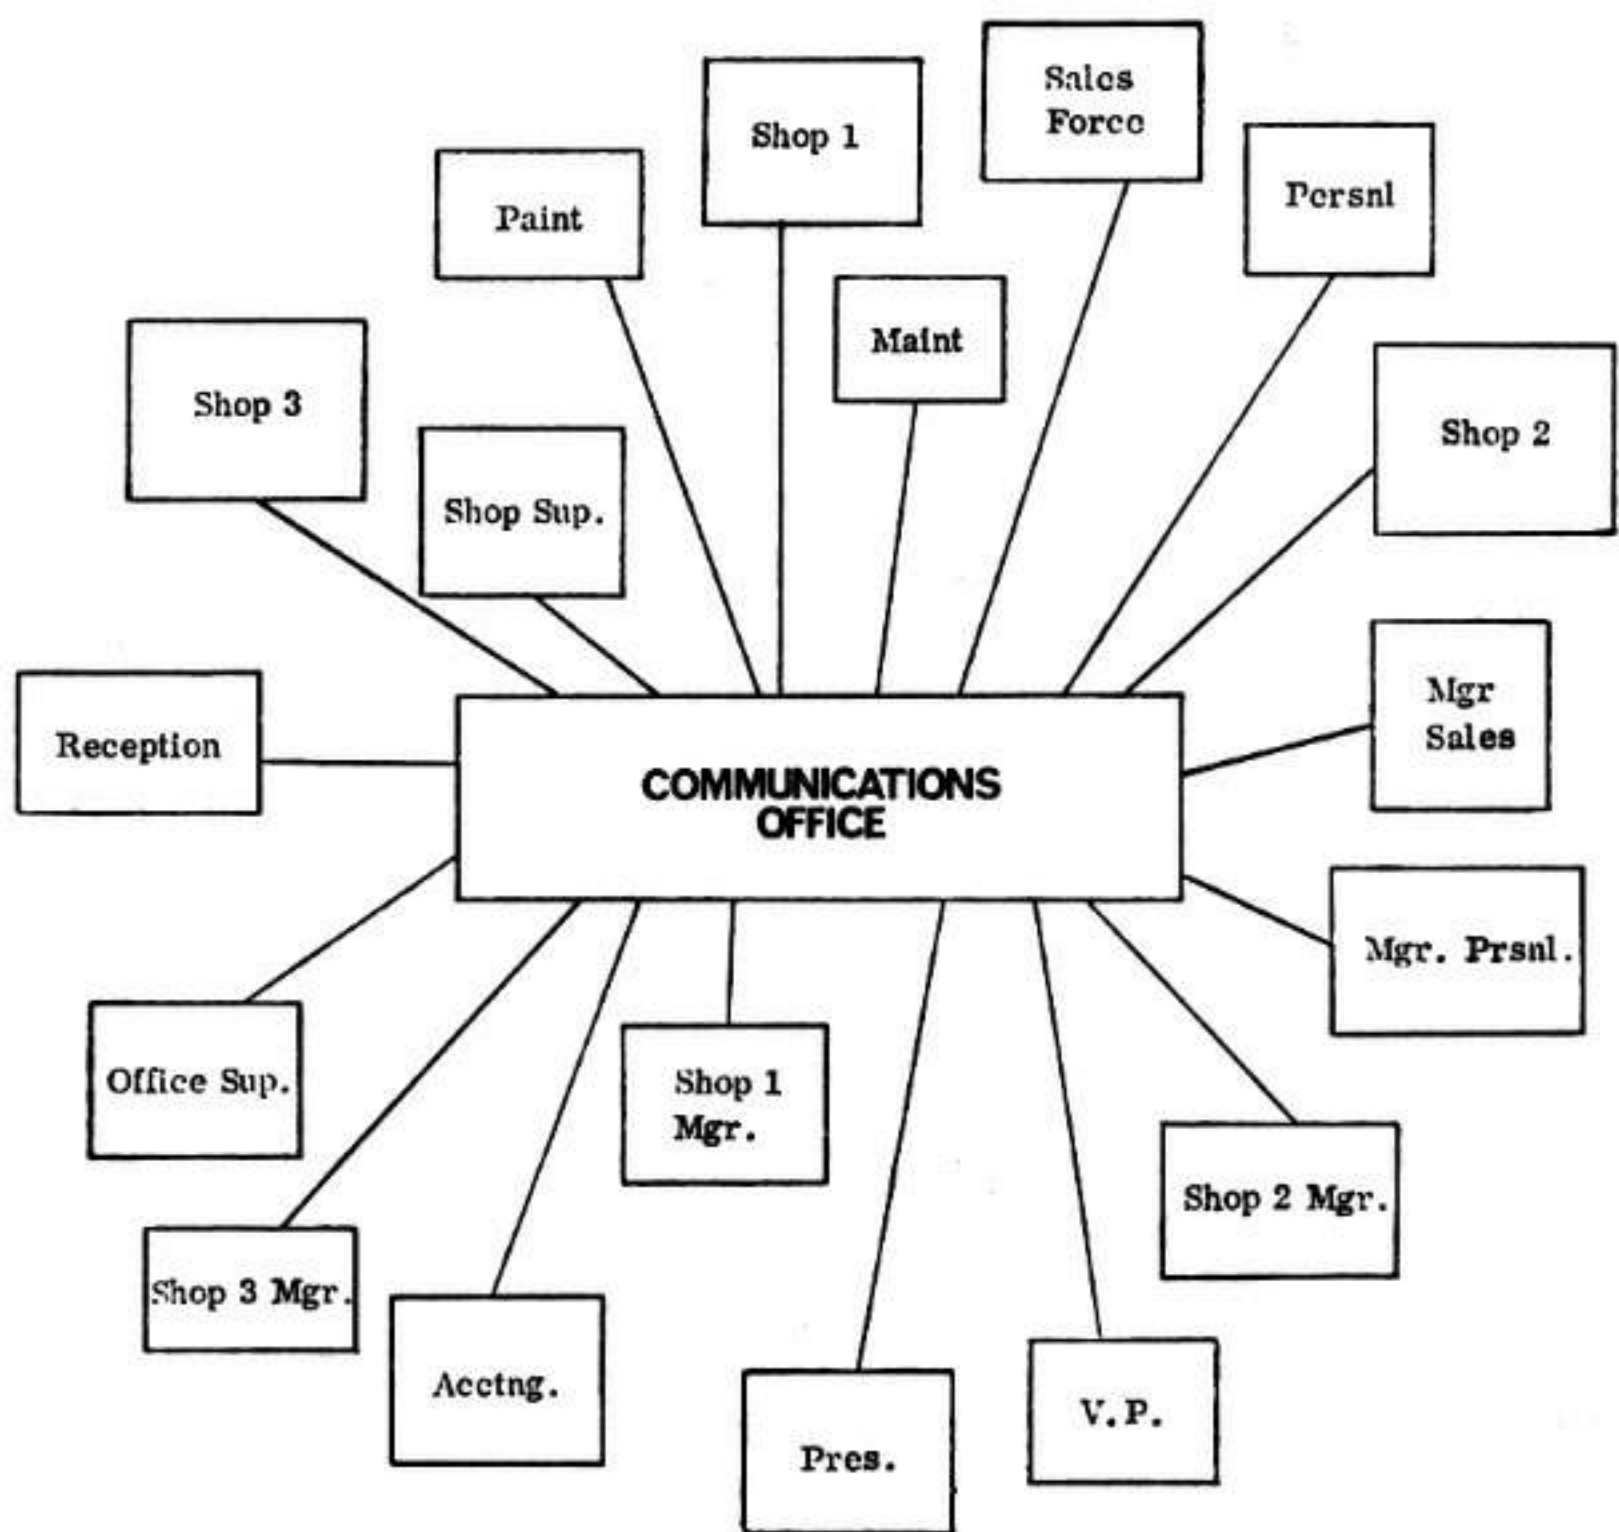 Sales
Force
Shop 1
Persnl
Paint
Maint
Shop 3
Shop 2
Shop Sup.
Mgr
Sales
Reception
COMMUNICATIONS
OFFICE
Mgr. Prsnl.
Office Sup.
Shop 1
Mgr.
Shop 2 Mgr.
Shop 3 Mgr.
Acctng.
V.P.
Pres.